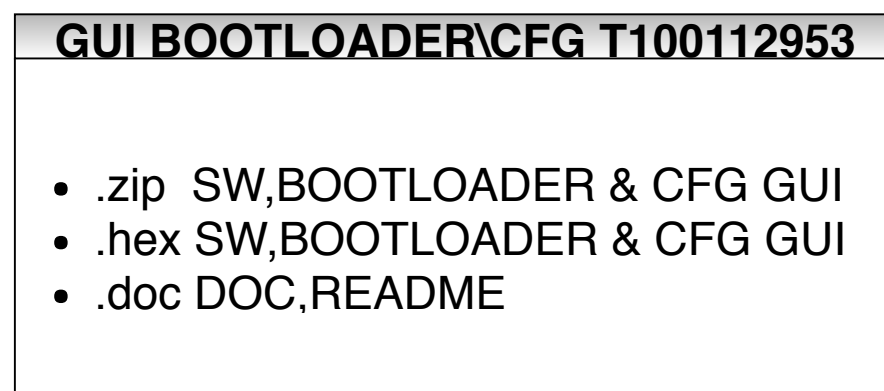 GUI BOOTLOADER\CFG T100112953
• .zip  SW,BOOTLOADER & CFG GUI
• .hex SW,BOOTLOADER & CFG GUI
• .doc DOC,README